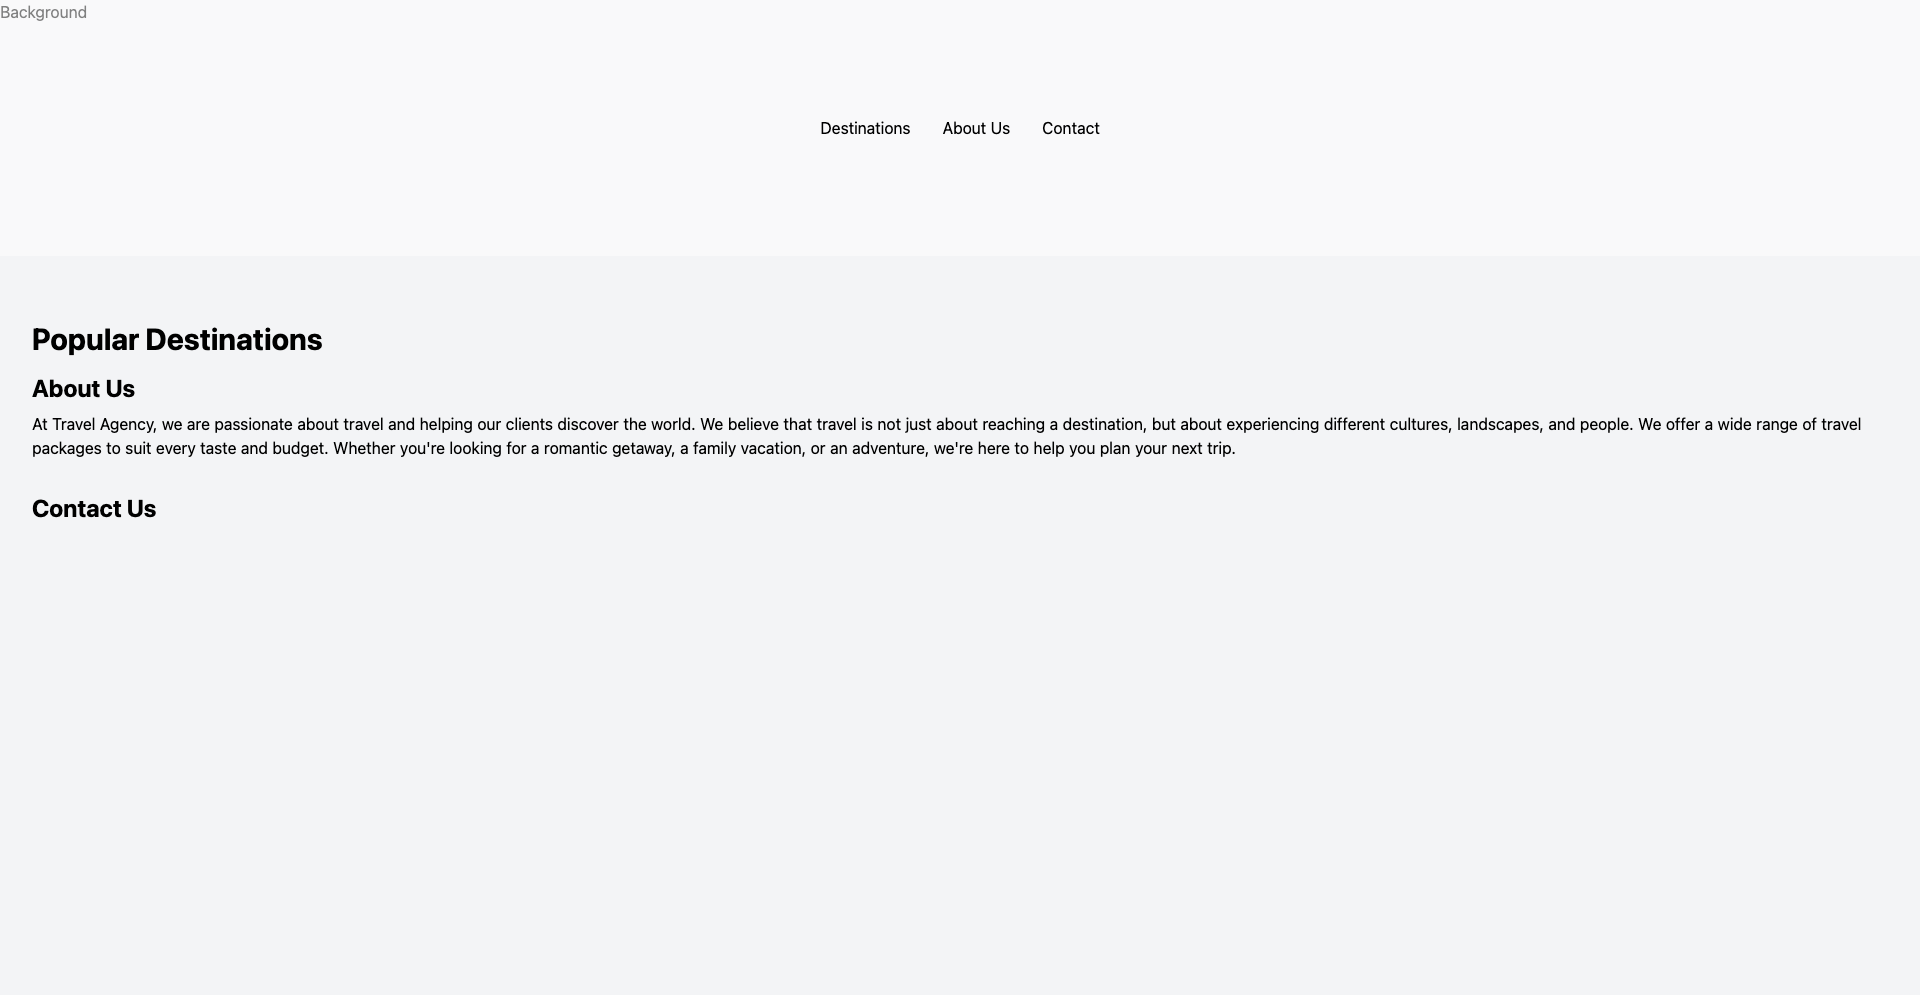 Background
Destinations About Us Contact
Popular Destinations
About Us
At Travel Agency, we are passionate about travel and helping our clients discover the world. We believe that travel is not just about reaching a destination, but about experiencing different cultures, landscapes, and people. We offer a wide range of travel
packages to suit every taste and budget. Whether you're looking for a romantic getaway, a family vacation, or an adventure, we're here to help you plan your next trip.
Contact Us